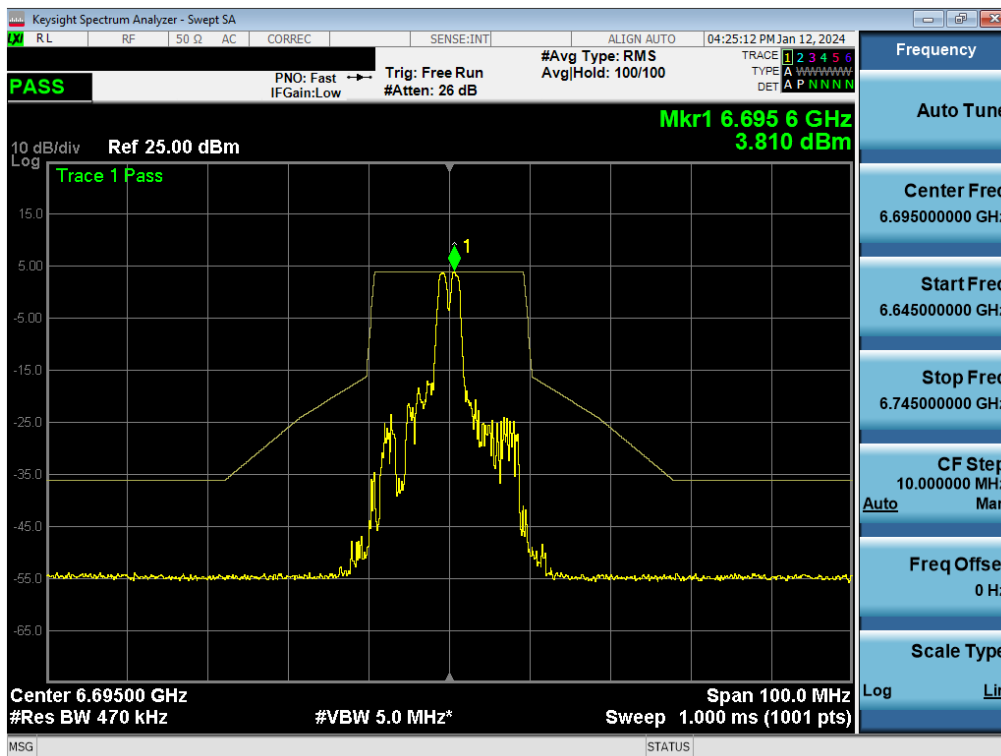 Keysight Spectrum Analyzer - Swept SA
LXI RL RF 50 Ω AC CORREC SENSE:INT ALIGN AUTO 04:25:12 PM Jan 12, 2024
PASS
PNO: Fast
IFGain:Low
Trig: Free Run
#Atten: 26 dB
#Avg Type: RMS
Avg|Hold: 100/100
TRACE 1 2 3 4 5 6
TYPE A WWWWW
DET A P N N N N
Mkr1 6.695 6 GHz
3.810 dBm
10 dB/div Ref 25.00 dBm
Log
Trace 1 Pass
1
15.0
5.00
-5.00
-15.0
-25.0
-35.0
-45.0
-55.0
-65.0
Center 6.69500 GHz Span 100.0 MHz
#Res BW 470 kHz #VBW 5.0 MHz* Sweep 1.000 ms (1001 pts)
MSG STATUS
Frequency
Auto Tune
Center Freq
6.695000000 GHz
Start Freq
6.645000000 GHz
Stop Freq
6.745000000 GHz
CF Step
10.000000 MHz
Auto Man
Freq Offset
0 Hz
Scale Type
Log Lin